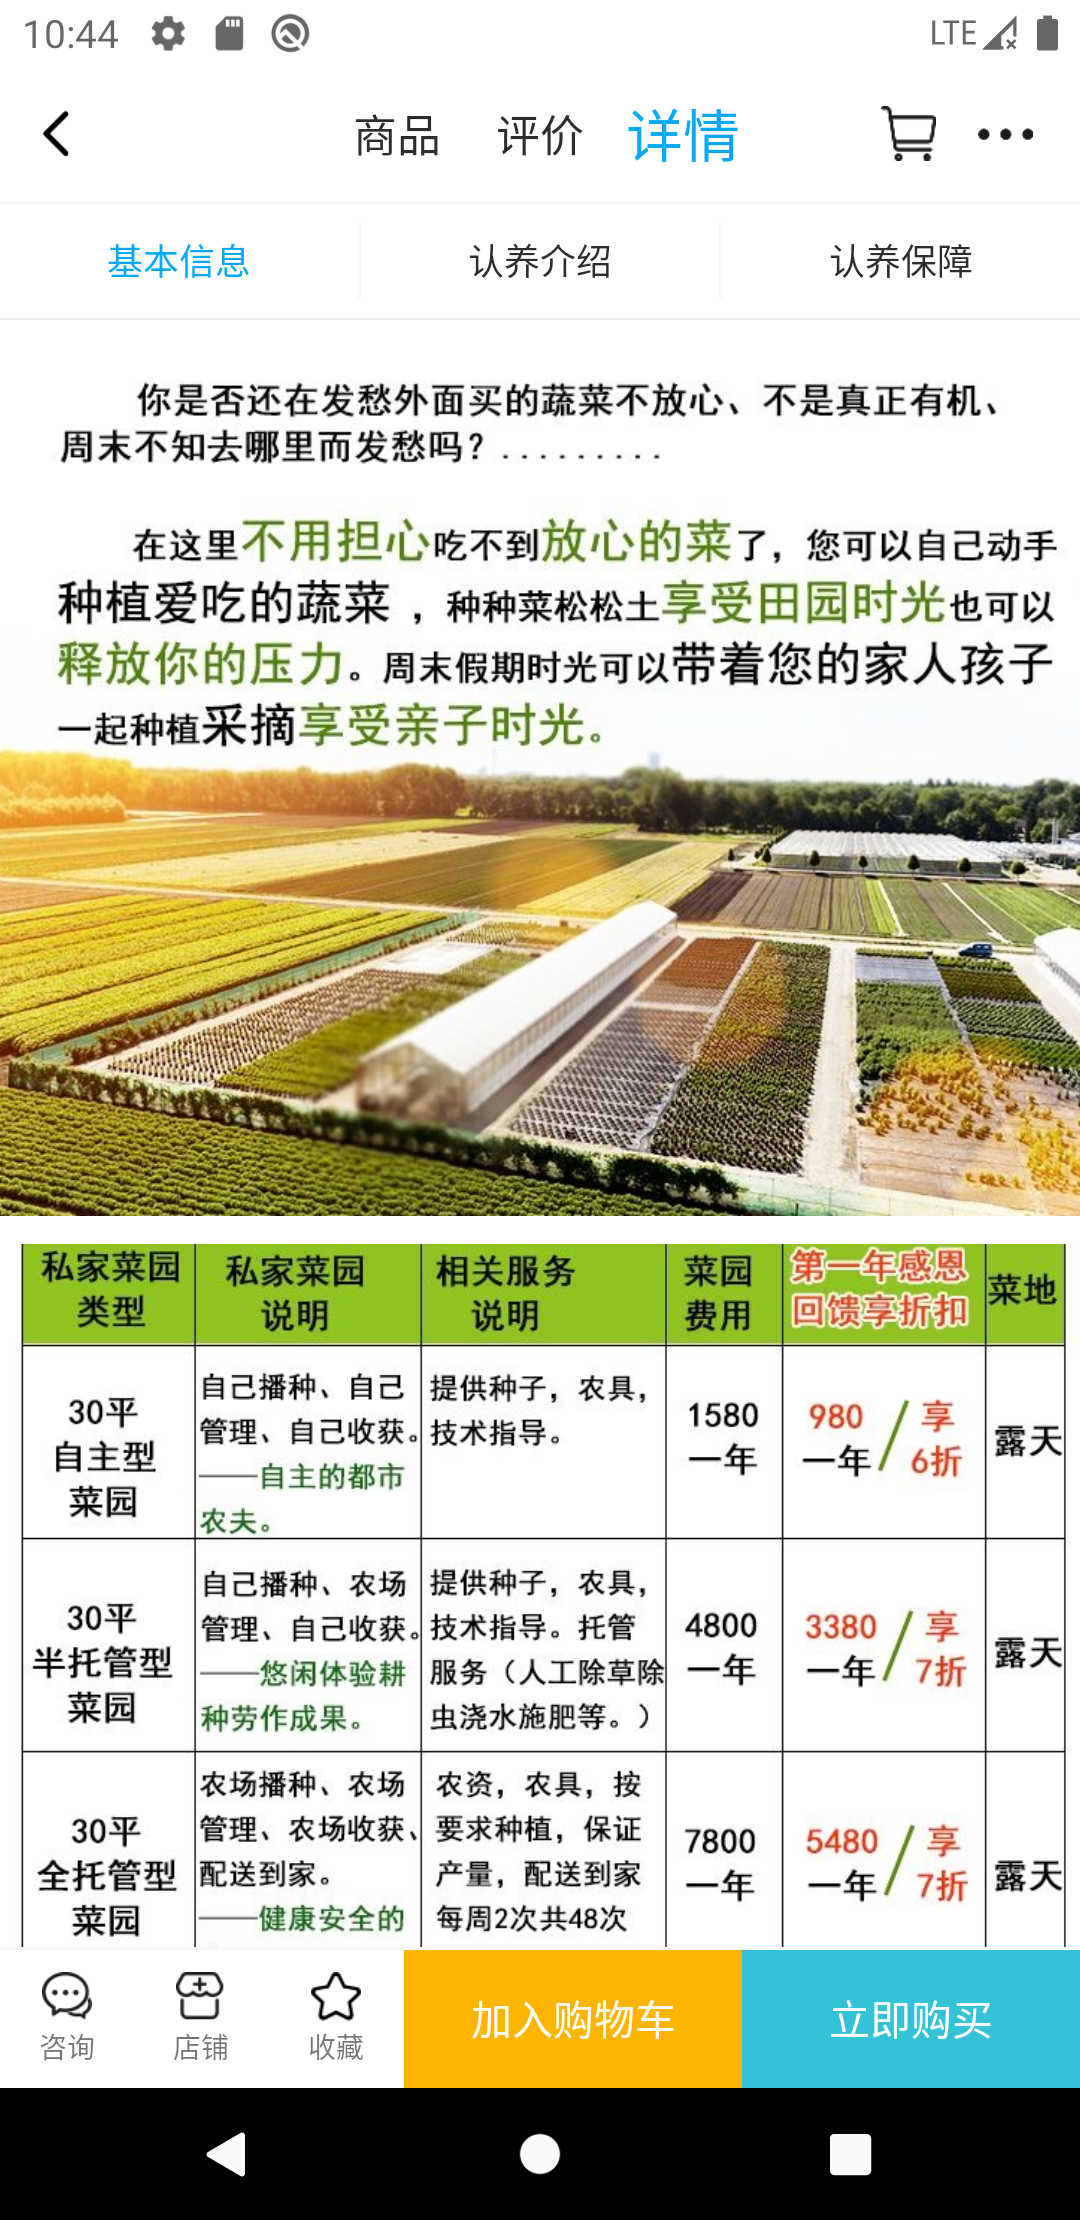 10:44
LTE
商品 评价 详情
基本信息 认养介绍 认养保障
你是否还在发愁外面买的蔬菜不放心、不是真正有机、
周末不知去哪里而发愁吗？.........
在这里不用担心吃不到放心的菜了，您可以自己动手
种植爱吃的蔬菜，种种菜松松土享受田园时光也可以
释放你的压力。周末假期时光可以带着您的家人孩子
一起种植采摘享受亲子时光。
私家菜园
类型
私家菜园
说明
相关服务
说明
菜园
费用
第一年感恩
回馈享折扣
菜地
30平
自主型
菜园
自己播种、自己
管理、自己收获。
——自主的都市
农夫。
提供种子，农具，
技术指导。
1580
一年
980
一年
享
6折
露天
30平
半托管型
菜园
自己播种、农场
管理、自己收获。
——悠闲体验耕
种劳作成果。
提供种子，农具，
技术指导。托管
服务（人工除草除
虫浇水施肥等。）
4800
一年
3380
一年
享
7折
露天
30平
全托管型
菜园
农场播种、农场
管理、农场收获、
配送到家。
——健康安全的
农资，农具，按
要求种植，保证
产量，配送到家
每周2次共48次
7800
一年
5480
一年
享
7折
露天
咨询 店铺 收藏 加入购物车 立即购买